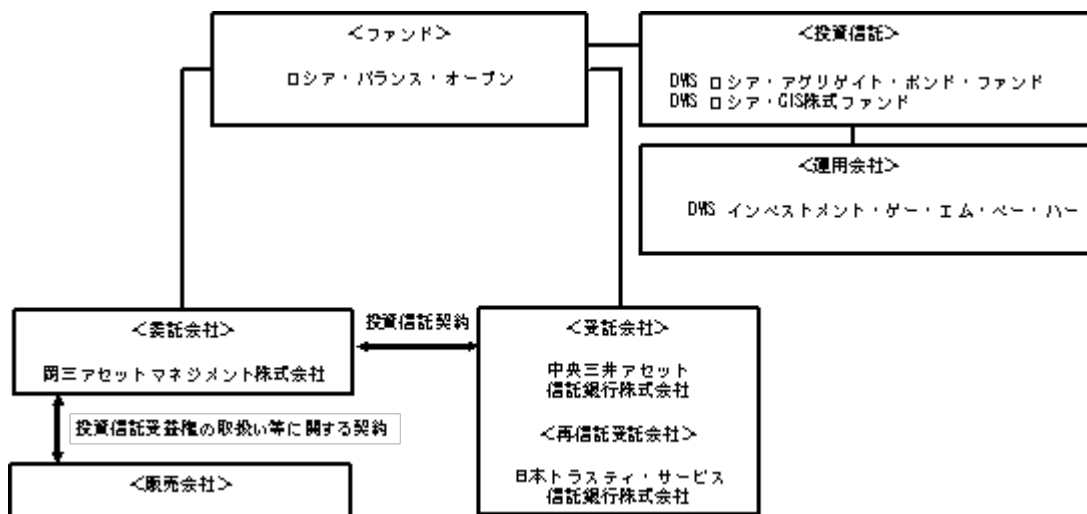 ＜ファンド＞
ロシア・バランス・オープン
＜投資信託＞
DWS ロシア・アグリゲイト・ボンド・ファンド
DWS ロシア・GIS株式ファンド
＜運用会社＞
DWS インベストメント・ゲー・エム・ベー・ハー
＜委託会社＞
岡三アセットマネジメント株式会社
投資信託契約
＜受託会社＞
中央三井アセット
信託銀行株式会社
＜再信託受託会社＞
日本トラスティ・サービス
信託銀行株式会社
投資信託受益権の取扱い等に関する契約
＜販売会社＞